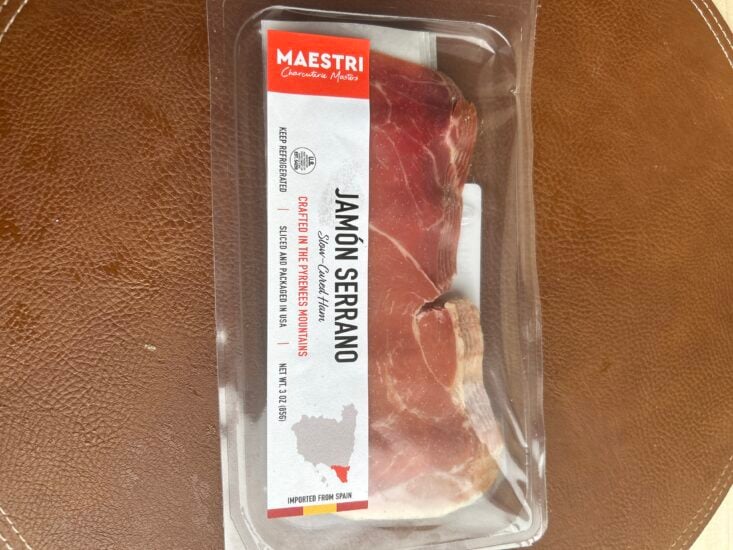 MAESTRI
Charcuterie Masters
JAMÓN SERRANO
Slow-Cured Ham
CRAFTED IN THE PYRENEES MOUNTAINS
KEEP REFRIGERATED | SLICED AND PACKAGED IN USA | NET WT. 3 OZ (85G)
IMPORTED FROM SPAIN